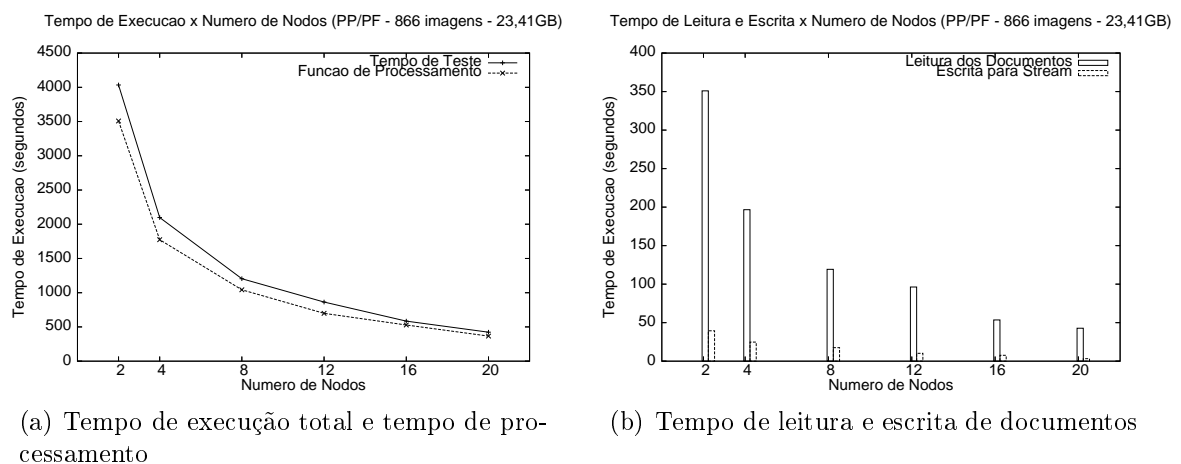 Tempo de Execucao x Numero de Nodos (PP/PF - 866 imagens - 23,41GB)
4500
4000
3500
3000
2500
2000
1500
1000
500
0
Tempo de Execucao (segundos)
Tempo de Teste
Funcao de Processamento
2 4 8 12 16 20
Numero de Nodos
(a) Tempo de execução total e tempo de pro-
cessamento
Tempo de Leitura e Escrita x Numero de Nodos (PP/PF - 866 imagens - 23,41GB)
400
350
300
250
200
150
100
50
0
Tempo de Execucao (segundos)
Leitura dos Documentos
Escrita para Stream
2 4 8 12 16 20
Numero de Nodos
(b) Tempo de leitura e escrita de documentos